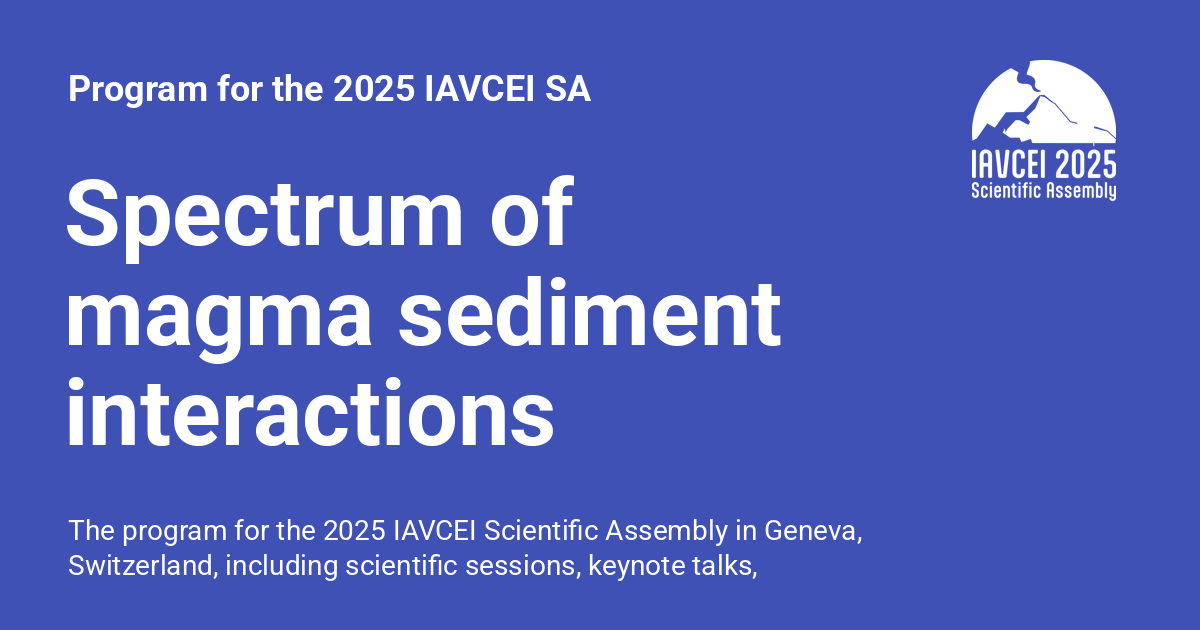 Program for the 2025 IAVCEI SA
IAVCEI 2025
Scientific Assembly
Spectrum of
magma sediment
interactions
The program for the 2025 IAVCEI Scientific Assembly in Geneva,
Switzerland, including scientific sessions, keynote talks,